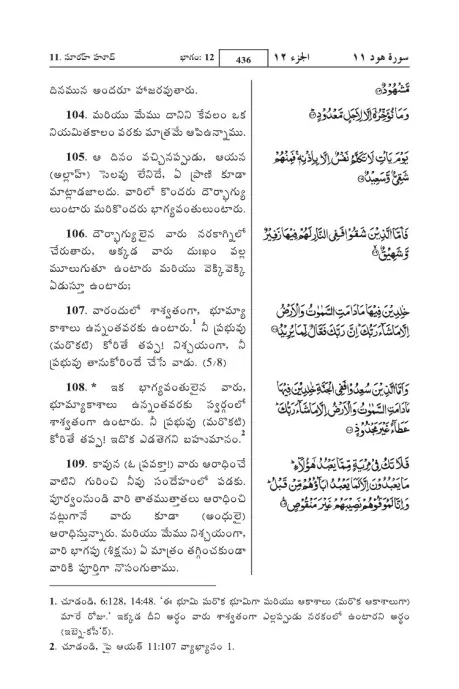 11. సూరహ్ హూద్ భాగం: 12 436 الجزء ١٢ سورة هود ١١
దినమున అందరూ హాజరవుతారు.
104. మరియు మేము దానిని కేవలం ఒక
నియమితకాలం వరకు మాత్రమే ఆపిఉన్నాము.
105. ఆ దినం వచ్చినప్పుడు, ఆయన
(అల్లాహ్) సెలవు లేనిదే, ఏ ప్రాణి కూడా
మాట్లాడజాలదు. వారిలో కొందరు దౌర్భాగ్యు
లుంటారు మరికొందరు భాగ్యవంతులుంటారు.
106. దౌర్భాగ్యులైన వారు నరకాగ్నిలో
చేరుతారు, అక్కడ వారు దుఃఖం వల్ల
మూలుగుతూ ఉంటారు మరియు వెక్కివెక్కి
ఏడుస్తూ ఉంటారు;
107. వారందులో శాశ్వతంగా, భూమ్యా
కాశాలు ఉన్నంతవరకు ఉంటారు.1 నీ ప్రభువు
(మరొకటి) కోరితే తప్ప! నిశ్చయంగా, నీ
ప్రభువు తానుకోరిందే చేసే వాడు. (5/8)
108. * ఇక భాగ్యవంతులైన వారు,
భూమ్యాకాశాలు ఉన్నంతవరకు స్వర్గంలో
శాశ్వతంగా ఉంటారు. నీ ప్రభువు (మరొకటి)
కోరితే తప్ప! ఇదొక ఎడతెగని బహుమానం.2
109. కావున (ఓ ప్రవక్తా!) వారు ఆరాధించే
వాటిని గురించి నీవు సందేహంలో పడకు.
పూర్వంనుండి వారి తాతముత్తాతలు ఆరాధించి
నట్లుగానే వారు కూడా (అంధులై)
ఆరాధిస్తున్నారు. మరియు మేము నిశ్చయంగా,
వారి భాగపు (శిక్షను) ఏ మాత్రం తగ్గించకుండా
వారికి పూర్తిగా నొసంగుతాము.
مَّشْهُودٌ
وَمَا نُؤَخِّرُهُ إِلَّا لِأَجَلٍ مَّعْدُودٍ
يَوْمَ يَأْتِ لَا تَكَلَّمُ نَفْسٌ إِلَّا بِإِذْنِهِ فَمِنْهُمْ
شَقِيٌّ وَسَعِيدٌ
فَأَمَّا الَّذِينَ شَقُوا فَفِي النَّارِ لَهُمْ فِيهَا زَفِيرٌ
وَشَهِيقٌ
خَالِدِينَ فِيهَا مَا دَامَتِ السَّمَاوَاتُ وَالْأَرْضُ
إِلَّا مَا شَاءَ رَبُّكَ إِنَّ رَبَّكَ فَعَّالٌ لِّمَا يُرِيدُ
وَأَمَّا الَّذِينَ سُعِدُوا فَفِي الْجَنَّةِ خَالِدِينَ فِيهَا
مَا دَامَتِ السَّمَاوَاتُ وَالْأَرْضُ إِلَّا مَا شَاءَ رَبُّكَ
عَطَاءً غَيْرَ مَجْذُوذٍ
فَلَا تَكُ فِي مِرْيَةٍ مِّمَّا يَعْبُدُ هَٰؤُلَاءِ
مَا يَعْبُدُونَ إِلَّا كَمَا يَعْبُدُ آبَاؤُهُم مِّن قَبْلُ
وَإِنَّا لَمُوَفُّوهُمْ نَصِيبَهُمْ غَيْرَ مَنقُوصٍ
1. చూడండి, 6:128, 14:48. 'ఈ భూమి మరొక భూమిగా మరియు ఆకాశాలు (మరొక ఆకాశాలుగా)
మారే రోజు.' ఇక్కడ దీని అర్థం వారు శాశ్వతంగా ఎల్లప్పుడు నరకంలో ఉంటారని అర్థం
(ఇబ్నె-కసీ'ర్).
2. చూడండి, పై ఆయత్ 11:107 వ్యాఖ్యానం 1.